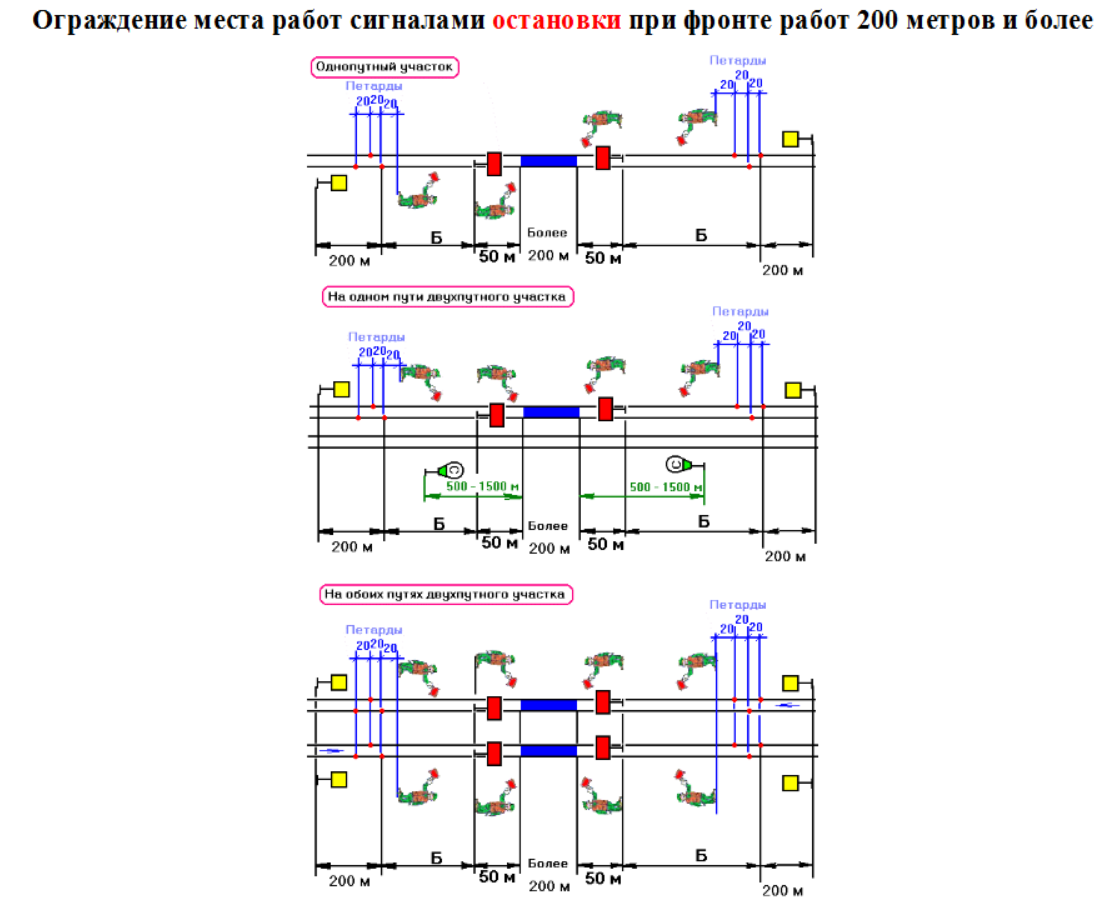 Ограждение места работ сигналами остановки при фронте работ 200 метров и более
Однопутный участок
Петарды
20 20 20
Петарды
20 20 20
Б
Более
Б
200 м
50 м
200 м
50 м
200 м
На одном пути двухпутного участка
Петарды
20 20 20
Петарды
20 20 20
С
С
500 - 1500 м
500 - 1500 м
Б
Более
Б
200 м
50 м
200 м
50 м
200 м
На обоих путях двухпутного участка
Петарды
20 20 20
Петарды
20 20 20
Б
Более
Б
200 м
50 м
200 м
50 м
200 м